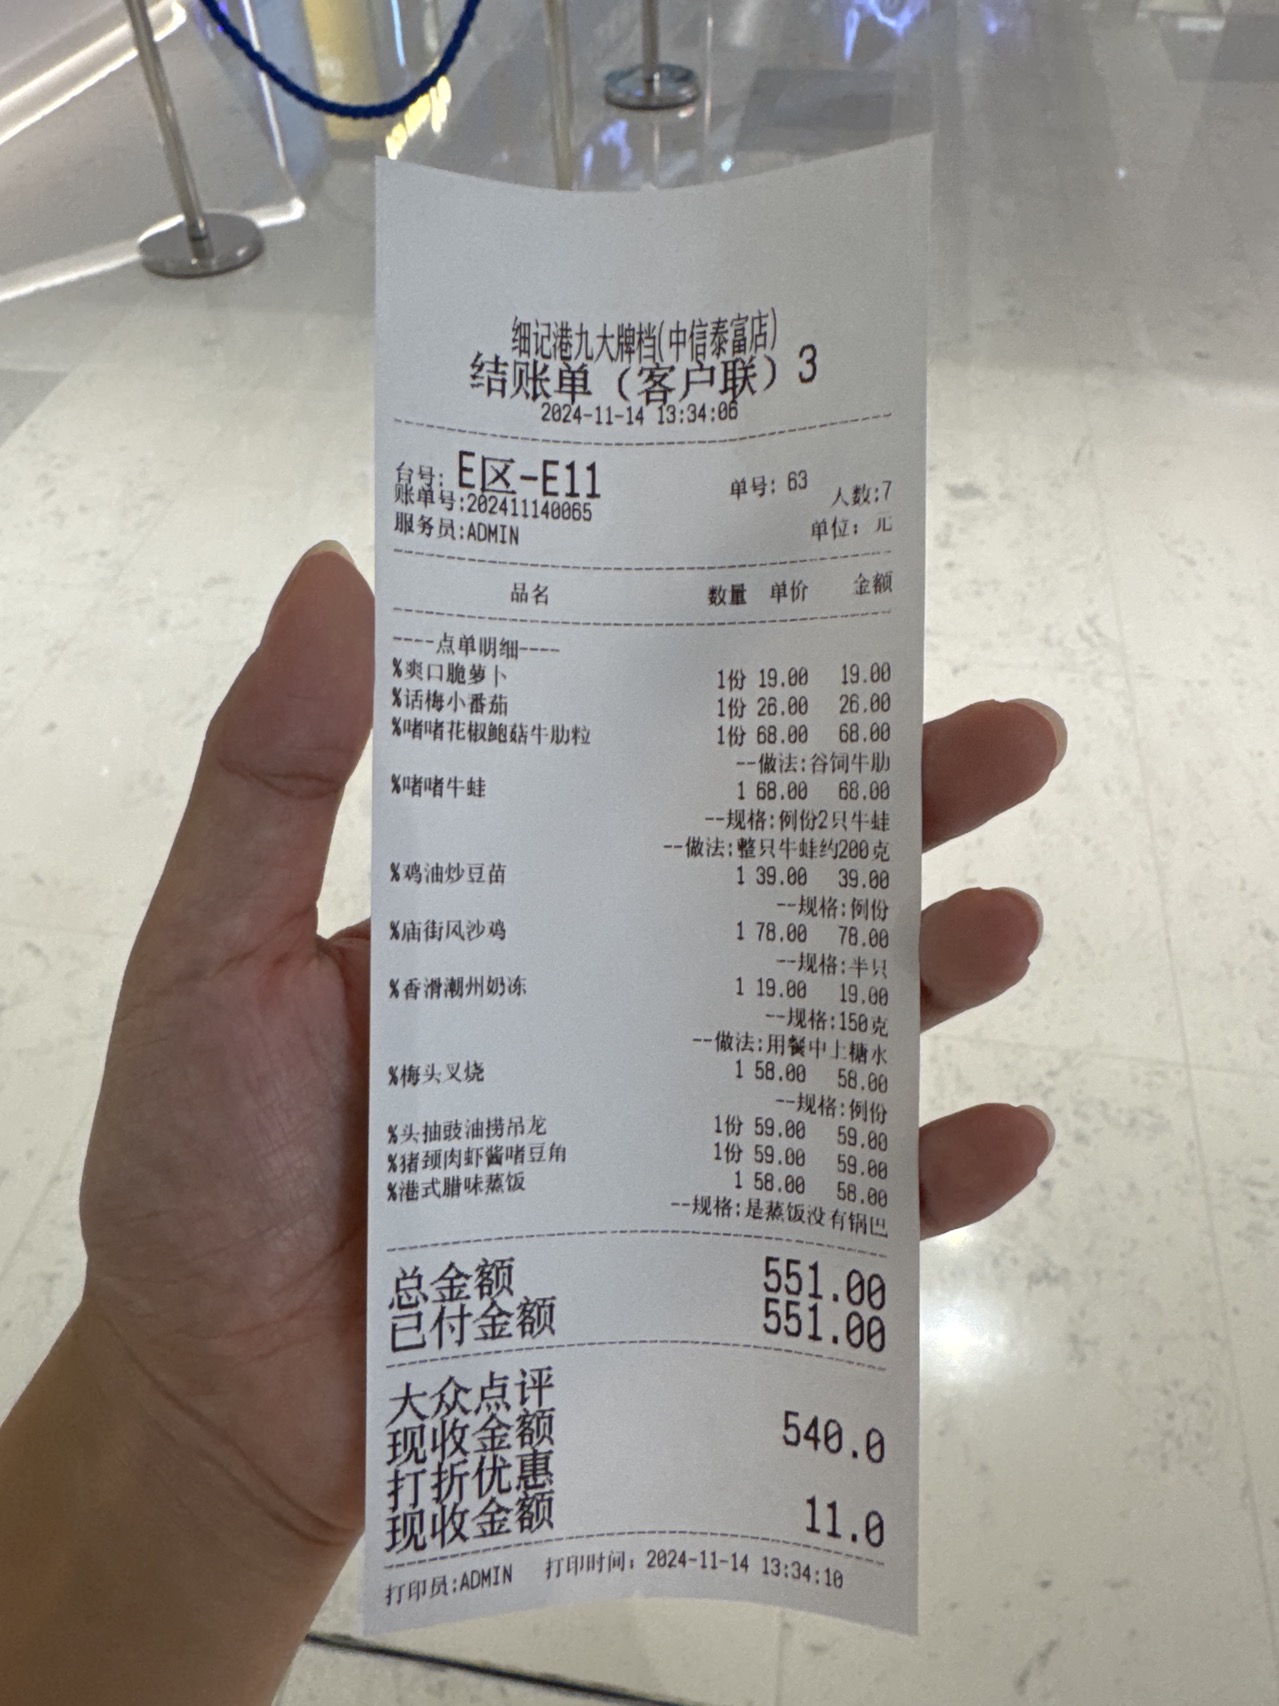 细记港九大牌档(中信泰富店)
结账单（客户联）3
2024-11-14 13:34:06
台号: E区-E11 单号: 63 人数:7
账单号:202411140065
服务员:ADMIN 单位: 元
品名 数量 单价 金额
----点单明细----
%爽口脆萝卜 1份 19.00 19.00
%话梅小番茄 1份 26.00 26.00
%啫啫花椒鲍菇牛肋粒 1份 68.00 68.00
--做法:谷饲牛肋
%啫啫牛蛙 1 68.00 68.00
--规格:例份2只牛蛙
--做法:整只牛蛙约200克
%鸡油炒豆苗 1 39.00 39.00
--规格:例份
%庙街风沙鸡 1 78.00 78.00
--规格:半只
%香滑潮州奶冻 1 19.00 19.00
--规格:150克
--做法:用餐中上糖水
%梅头叉烧 1 58.00 58.00
--规格:例份
%头抽豉油捞吊龙 1份 59.00 59.00
%猪颈肉虾酱啫豆角 1份 59.00 59.00
%港式腊味蒸饭 1 58.00 58.00
--规格:是蒸饭没有锅巴
总金额 551.00
已付金额 551.00
大众点评
现收金额 540.0
打折优惠
现收金额 11.0
打印员:ADMIN 打印时间: 2024-11-14 13:34:10